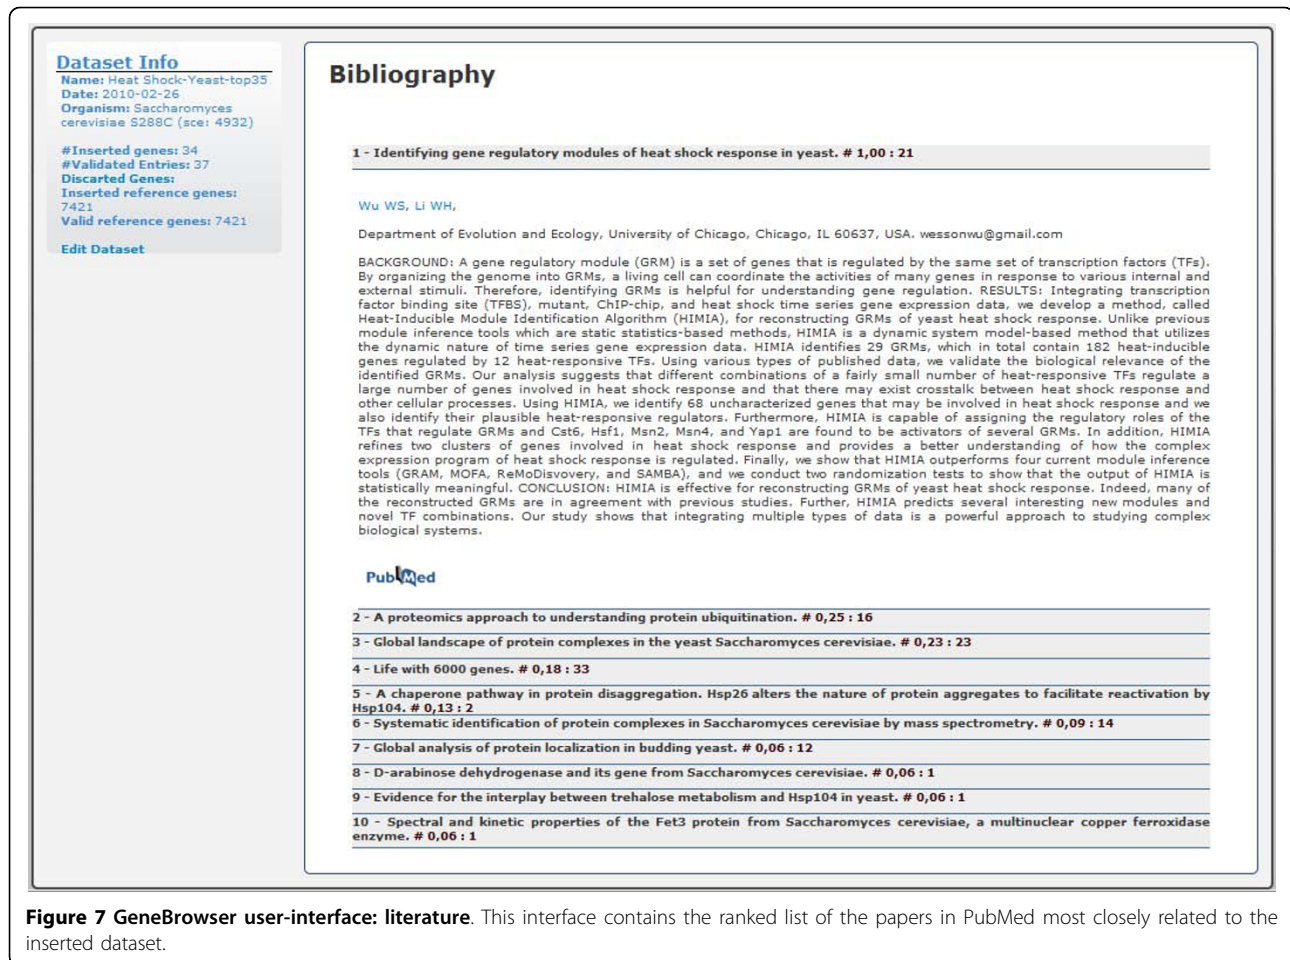 Dataset Info
Name: Heat Shock-Yeast-top35
Date: 2010-02-26
Organism: Saccharomyces
cerevisiae S288C (sce: 4932)
#Inserted genes: 34
#Validated Entries: 37
Discarted Genes:
Inserted reference genes:
7421
Valid reference genes: 7421
Edit Dataset
Bibliography
1 - Identifying gene regulatory modules of heat shock response in yeast. # 1,00 : 21
Wu WS, Li WH,
Department of Evolution and Ecology, University of Chicago, Chicago, IL 60637, USA. wessonwu@gmail.com
BACKGROUND: A gene regulatory module (GRM) is a set of genes that is regulated by the same set of transcription factors (TFs).
By organizing the genome into GRMs, a living cell can coordinate the activities of many genes in response to various internal and
external stimuli. Therefore, identifying GRMs is helpful for understanding gene regulation. RESULTS: Integrating transcription
factor binding site (TFBS), mutant, ChIP-chip, and heat shock time series gene expression data, we develop a method, called
Heat-Inducible Module Identification Algorithm (HIMIA), for reconstructing GRMs of yeast heat shock response. Unlike previous
module inference tools which are static statistics-based methods, HIMIA is a dynamic system model-based method that utilizes
the dynamic nature of time series gene expression data. HIMIA identifies 29 GRMs, which in total contain 182 heat-inducible
genes regulated by 12 heat-responsive TFs. Using various types of published data, we validate the biological relevance of the
identified GRMs. Our analysis suggests that different combinations of a fairly small number of heat-responsive TFs regulate a
large number of genes involved in heat shock response and that there may exist crosstalk between heat shock response and
other cellular processes. Using HIMIA, we identify 68 uncharacterized genes that may be involved in heat shock response and we
also identify their plausible heat-responsive regulators. Furthermore, HIMIA is capable of assigning the regulatory roles of the
TFs that regulate GRMs and Cst6, Hsf1, Msn2, Msn4, and Yap1 are found to be activators of several GRMs. In addition, HIMIA
refines two clusters of genes involved in heat shock response and provides a better understanding of how the complex
expression program of heat shock response is regulated. Finally, we show that HIMIA outperforms four current module inference
tools (GRAM, MOFA, ReMoDisvovery, and SAMBA), and we conduct two randomization tests to show that the output of HIMIA is
statistically meaningful. CONCLUSION: HIMIA is effective for reconstructing GRMs of yeast heat shock response. Indeed, many of
the reconstructed GRMs are in agreement with previous studies. Further, HIMIA predicts several interesting new modules and
novel TF combinations. Our study shows that integrating multiple types of data is a powerful approach to studying complex
biological systems.
PubMed
2 - A proteomics approach to understanding protein ubiquitination. # 0,25 : 16
3 - Global landscape of protein complexes in the yeast Saccharomyces cerevisiae. # 0,23 : 23
4 - Life with 6000 genes. # 0,18 : 33
5 - A chaperone pathway in protein disaggregation. Hsp26 alters the nature of protein aggregates to facilitate reactivation by
Hsp104. # 0,13 : 2
6 - Systematic identification of protein complexes in Saccharomyces cerevisiae by mass spectrometry. # 0,09 : 14
7 - Global analysis of protein localization in budding yeast. # 0,06 : 12
8 - D-arabinose dehydrogenase and its gene from Saccharomyces cerevisiae. # 0,06 : 1
9 - Evidence for the interplay between trehalose metabolism and Hsp104 in yeast. # 0,06 : 1
10 - Spectral and kinetic properties of the Fet3 protein from Saccharomyces cerevisiae, a multinuclear copper ferroxidase
enzyme. # 0,06 : 1
Figure 7 GeneBrowser user-interface: literature. This interface contains the ranked list of the papers in PubMed most closely related to the
inserted dataset.